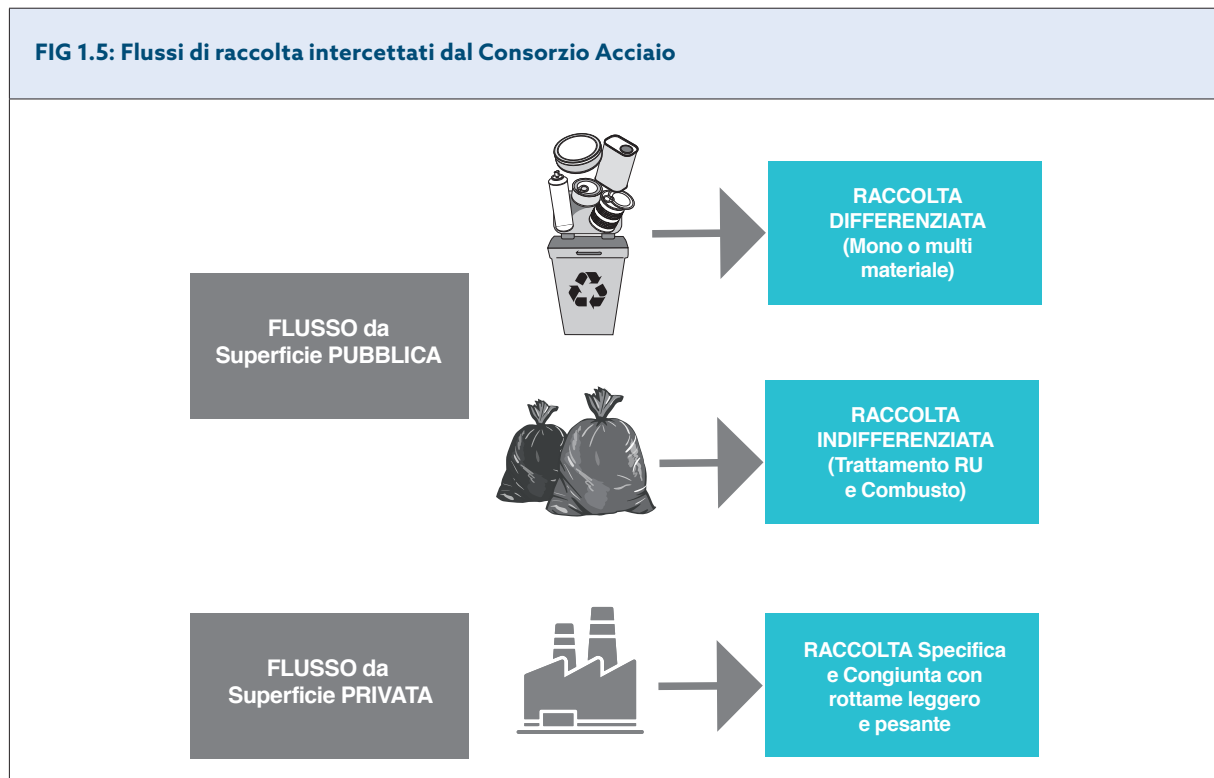 FIG 1.5: Flussi di raccolta intercettati dal Consorzio Acciaio
FLUSSO da
Superficie PUBBLICA
RACCOLTA
DIFFERENZIATA
(Mono o multi
materiale)
RACCOLTA
INDIFFERENZIATA
(Trattamento RU
e Combusto)
FLUSSO da
Superficie PRIVATA
RACCOLTA Specifica
e Congiunta con
rottame leggero
e pesante